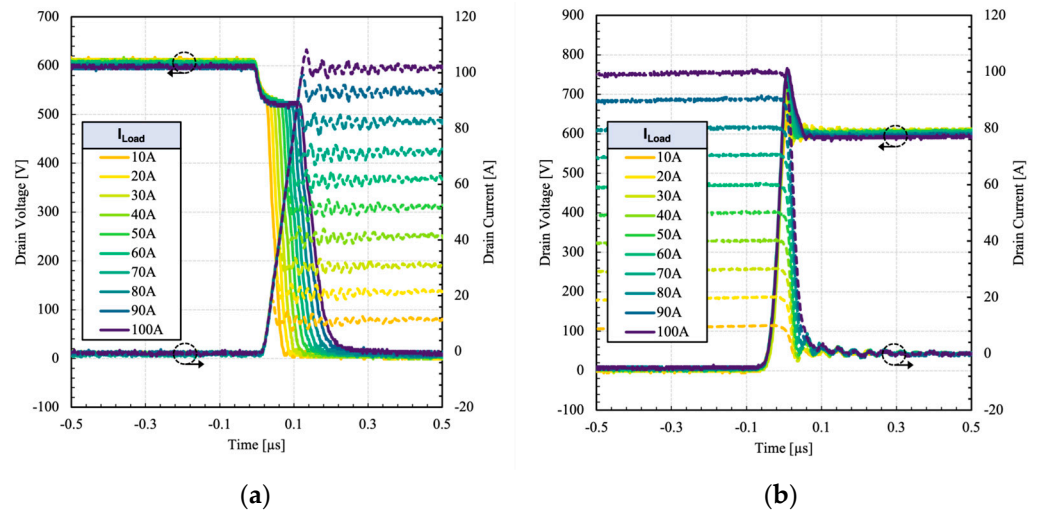 700
600
500
400
300
200
100
0
-100
Drain Voltage [V]
120
100
80
60
40
20
0
-20
Drain Current [A]
I_Load
10A
20A
30A
40A
50A
60A
70A
80A
90A
100A
-0.5 -0.3 -0.1 0.1 0.3 0.5
Time [µs]
(a)
900
800
700
600
500
400
300
200
100
0
-100
Drain Voltage [V]
120
100
80
60
40
20
0
-20
Drain Current [A]
I_Load
10A
20A
30A
40A
50A
60A
70A
80A
90A
100A
-0.5 -0.3 -0.1 0.1 0.3 0.5
Time [µs]
(b)